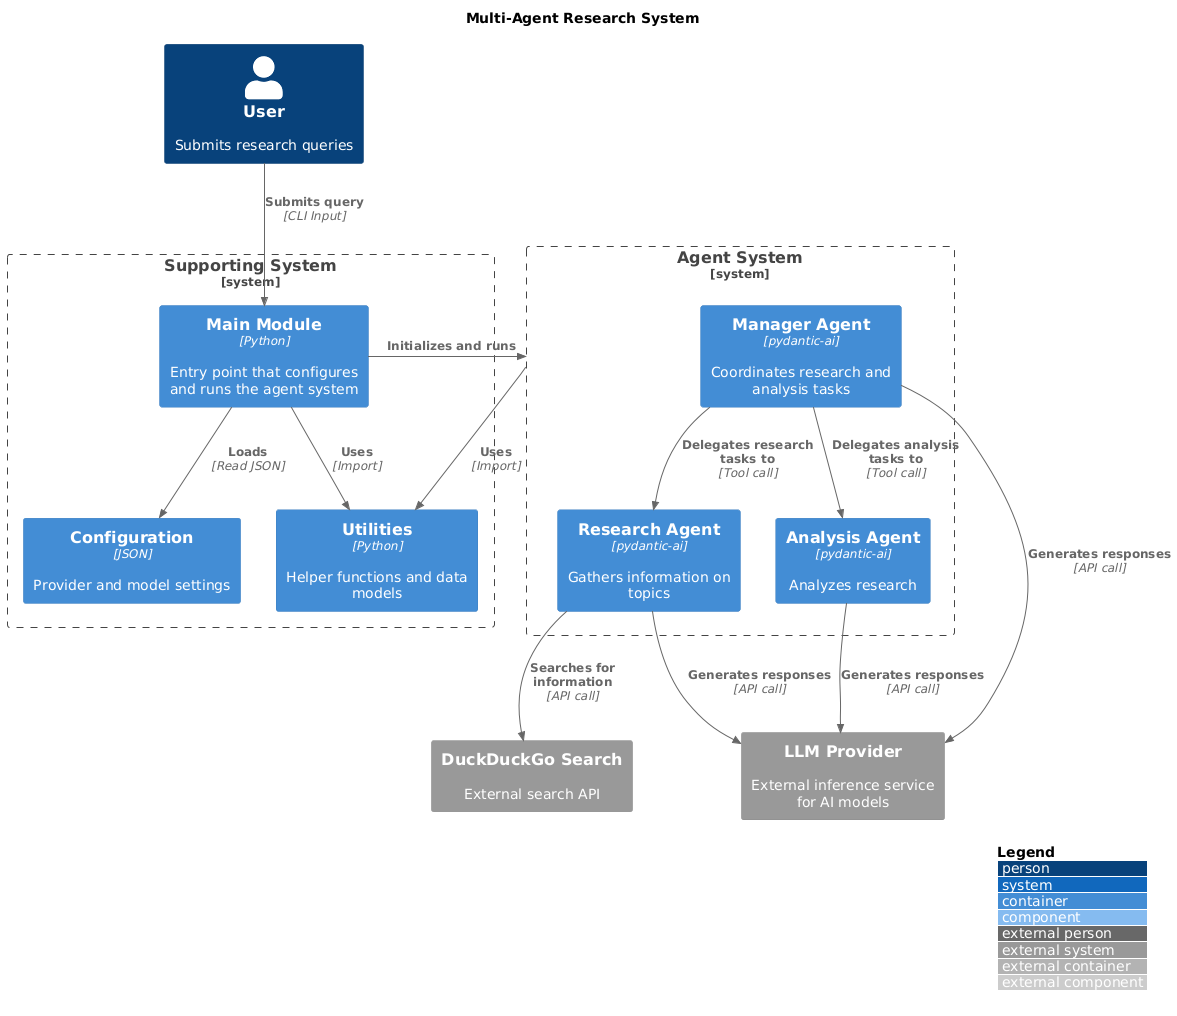 Multi-Agent Research System
User
Submits research queries
Submits query
[CLI Input]
Supporting System
[system]
Main Module
[Python]
Entry point that configures
and runs the agent system
Initializes and runs
Loads
[Read JSON]
Uses
[Import]
Uses
[Import]
Configuration
[JSON]
Provider and model settings
Utilities
[Python]
Helper functions and data
models
Agent System
[system]
Manager Agent
[pydantic-ai]
Coordinates research and
analysis tasks
Delegates research
tasks to
[Tool call]
Delegates analysis
tasks to
[Tool call]
Research Agent
[pydantic-ai]
Gathers information on
topics
Analysis Agent
[pydantic-ai]
Analyzes research
Generates responses
[API call]
Searches for
information
[API call]
Generates responses
[API call]
Generates responses
[API call]
DuckDuckGo Search
External search API
LLM Provider
External inference service
for AI models
Legend
person
system
container
component
external person
external system
external container
external component